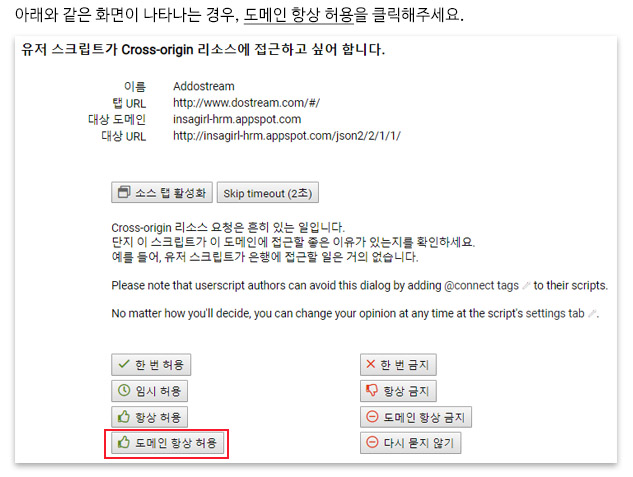 아래와 같은 화면이 나타나는 경우, 도메인 항상 허용을 클릭해주세요.
유저 스크립트가 Cross-origin 리소스에 접근하고 싶어 합니다.
이름 Addostream
탭 URL http://www.dostream.com/#/
대상 도메인 insagirl-hrm.appspot.com
대상 URL http://insagirl-hrm.appspot.com/json2/2/1/1/
소스 탭 활성화 Skip timeout (2초)
Cross-origin 리소스 요청은 흔히 있는 일입니다.
단지 이 스크립트가 이 도메인에 접근할 좋은 이유가 있는지를 확인하세요.
예를 들어, 유저 스크립트가 은행에 접근할 일은 거의 없습니다.
Please note that userscript authors can avoid this dialog by adding @connect tags to their scripts.
No matter how you'll decide, you can change your opinion at any time at the script's settings tab .
한 번 허용 한 번 금지
임시 허용 항상 금지
항상 허용 도메인 항상 금지
도메인 항상 허용 다시 묻지 않기